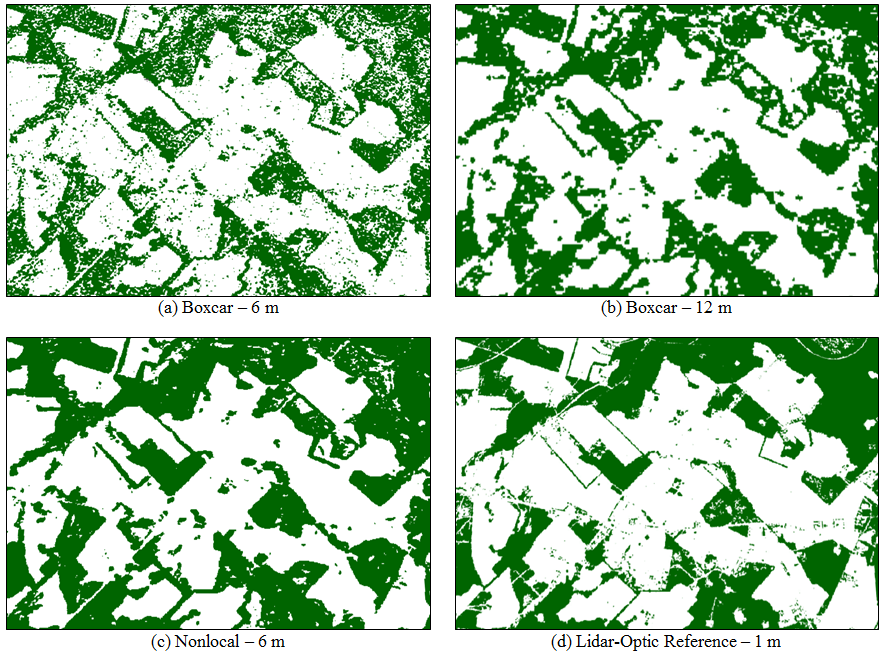 (a) Boxcar – 6 m
(b) Boxcar – 12 m
(c) Nonlocal – 6 m
(d) Lidar-Optic Reference – 1 m